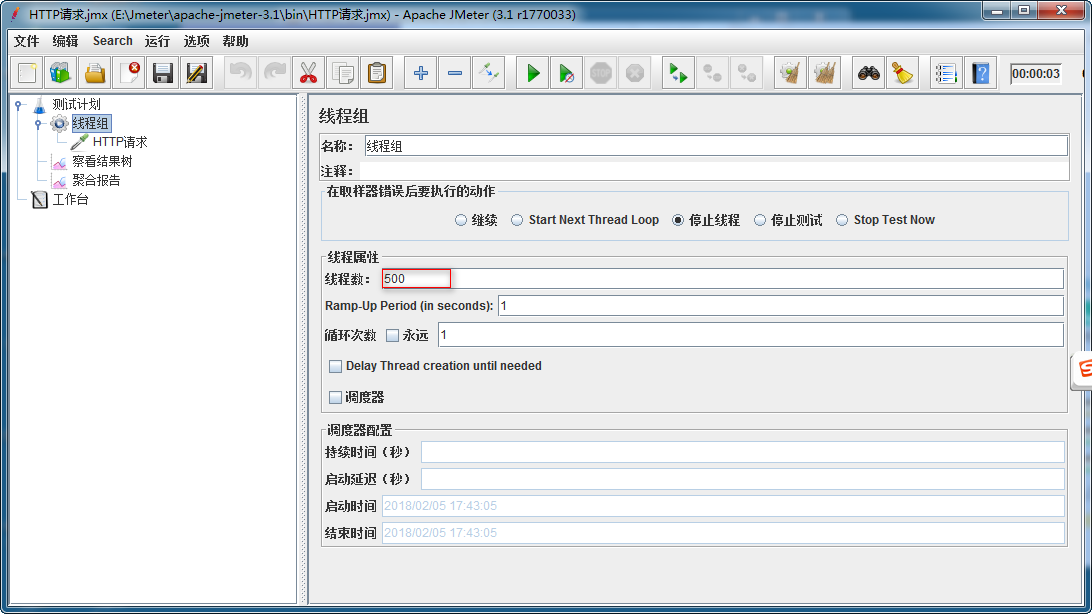 HTTP请求.jmx (E:\Jmeter\apache-jmeter-3.1\bin\HTTP请求.jmx) - Apache JMeter (3.1 r1770033)
文件 编辑 Search 运行 选项 帮助
STOP 00:00:03
测试计划
线程组
HTTP请求
察看结果树
聚合报告
工作台
线程组
名称： 线程组
注释：
在取样器错误后要执行的动作
继续 Start Next Thread Loop 停止线程 停止测试 Stop Test Now
线程属性
线程数： 500
Ramp-Up Period (in seconds): 1
循环次数 永远 1
Delay Thread creation until needed
调度器
调度器配置
持续时间（秒）
启动延迟（秒）
启动时间 2018/02/05 17:43:05
结束时间 2018/02/05 17:43:05